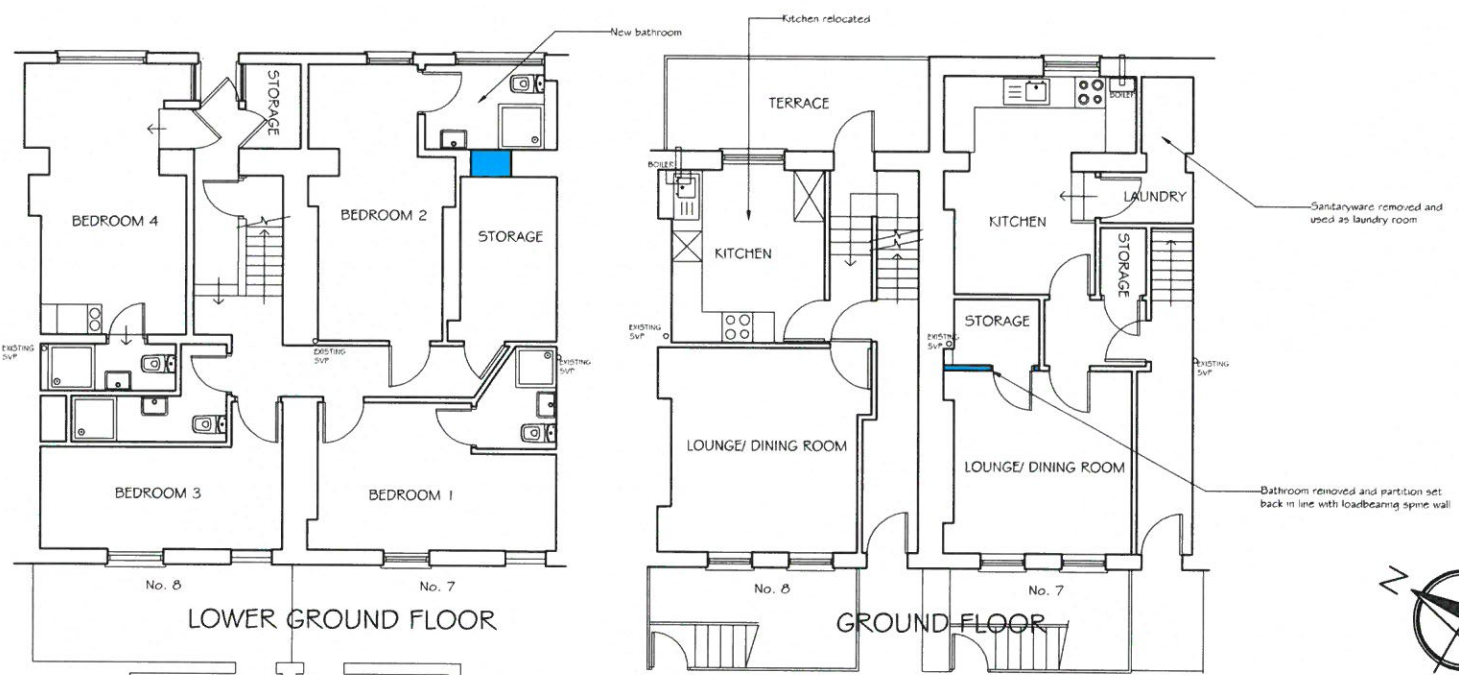 New bathroom
STORAGE
BEDROOM 4
BEDROOM 2
STORAGE
EXISTING
SVP
EXISTING
SVP
EXISTING
SVP
BEDROOM 3
BEDROOM 1
No. 8
No. 7
LOWER GROUND FLOOR
Kitchen relocated
TERRACE
BOILER
BOILER
KITCHEN
KITCHEN
LAUNDRY
Sanitaryware removed and
used as laundry room
STORAGE
STORAGE
EXISTING
SVP
EXISTING
SVP
EXISTING
SVP
LOUNGE/ DINING ROOM
LOUNGE/ DINING ROOM
Bathroom removed and partition set
back in line with loadbearing spine wall
No. 8
No. 7
GROUND FLOOR
N